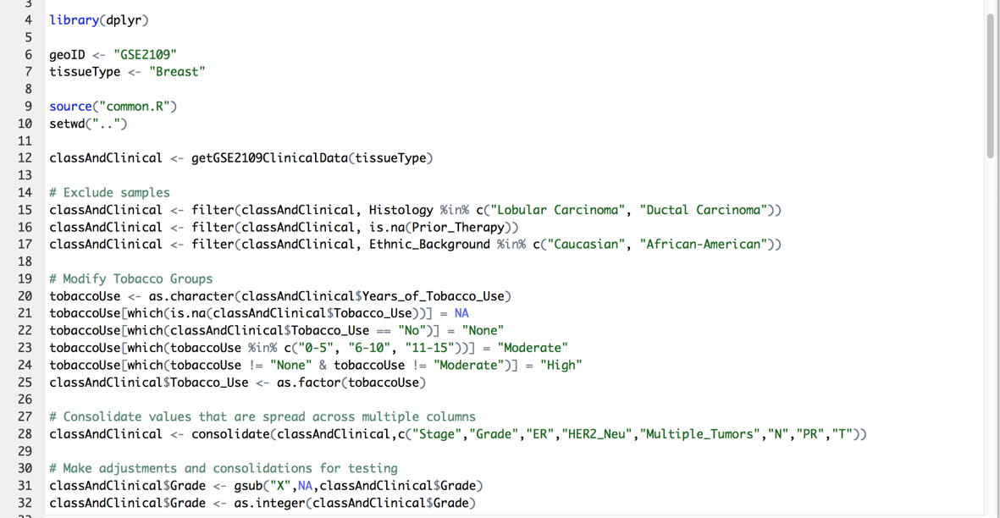 3
4 library(dplyr)
5
6 geoID <- "GSE2109"
7 tissueType <- "Breast"
8
9 source("common.R")
10 setwd("..")
11
12 classAndClinical <- getGSE2109ClinicalData(tissueType)
13
14 # Exclude samples
15 classAndClinical <- filter(classAndClinical, Histology %in% c("Lobular Carcinoma", "Ductal Carcinoma"))
16 classAndClinical <- filter(classAndClinical, is.na(Prior_Therapy))
17 classAndClinical <- filter(classAndClinical, Ethnic_Background %in% c("Caucasian", "African-American"))
18
19 # Modify Tobacco Groups
20 tobaccoUse <- as.character(classAndClinical$Years_of_Tobacco_Use)
21 tobaccoUse[which(is.na(classAndClinical$Tobacco_Use))] = NA
22 tobaccoUse[which(classAndClinical$Tobacco_Use == "No")] = "None"
23 tobaccoUse[which(tobaccoUse %in% c("0-5", "6-10", "11-15"))] = "Moderate"
24 tobaccoUse[which(tobaccoUse != "None" & tobaccoUse != "Moderate")] = "High"
25 classAndClinical$Tobacco_Use <- as.factor(tobaccoUse)
26
27 # Consolidate values that are spread across multiple columns
28 classAndClinical <- consolidate(classAndClinical,c("Stage","Grade","ER","HER2_Neu","Multiple_Tumors","N","PR","T"))
29
30 # Make adjustments and consolidations for testing
31 classAndClinical$Grade <- gsub("X",NA,classAndClinical$Grade)
32 classAndClinical$Grade <- as.integer(classAndClinical$Grade)
33